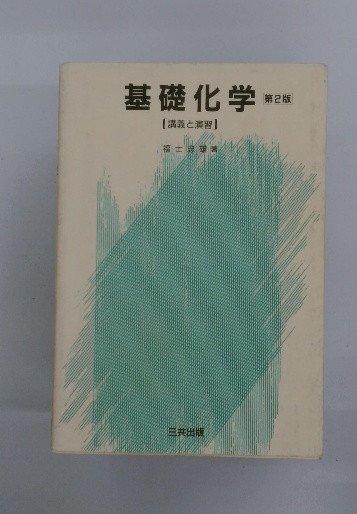 基礎化学 第2版
[講義と演習]
三共出版